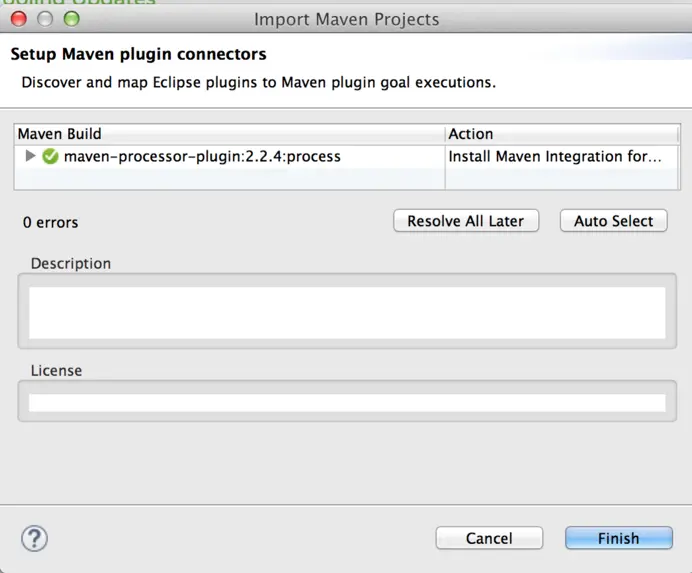 ooling Updates
Import Maven Projects
Setup Maven plugin connectors
Discover and map Eclipse plugins to Maven plugin goal executions.
Maven Build Action
maven-processor-plugin:2.2.4:process Install Maven Integration for...
0 errors Resolve All Later Auto Select
Description
License
? Cancel Finish